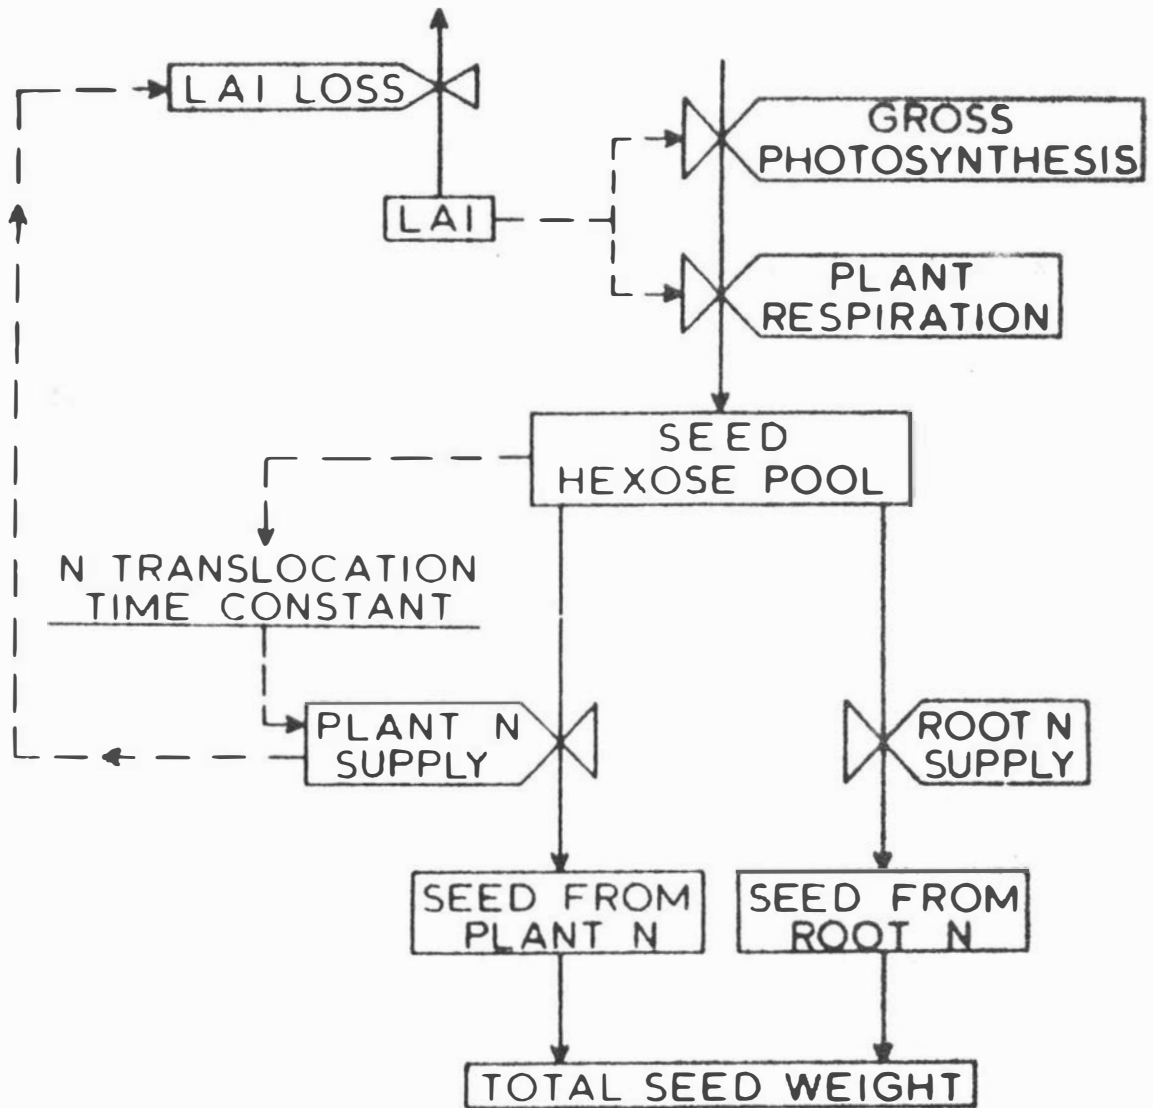 LAI LOSS
GROSS
PHOTOSYNTHESIS
LAI
PLANT
RESPIRATION
SEED
HEXOSE POOL
N TRANSLOCATION
TIME CONSTANT
PLANT N
SUPPLY
ROOT N
SUPPLY
SEED FROM
PLANT N
SEED FROM
ROOT N
TOTAL SEED WEIGHT